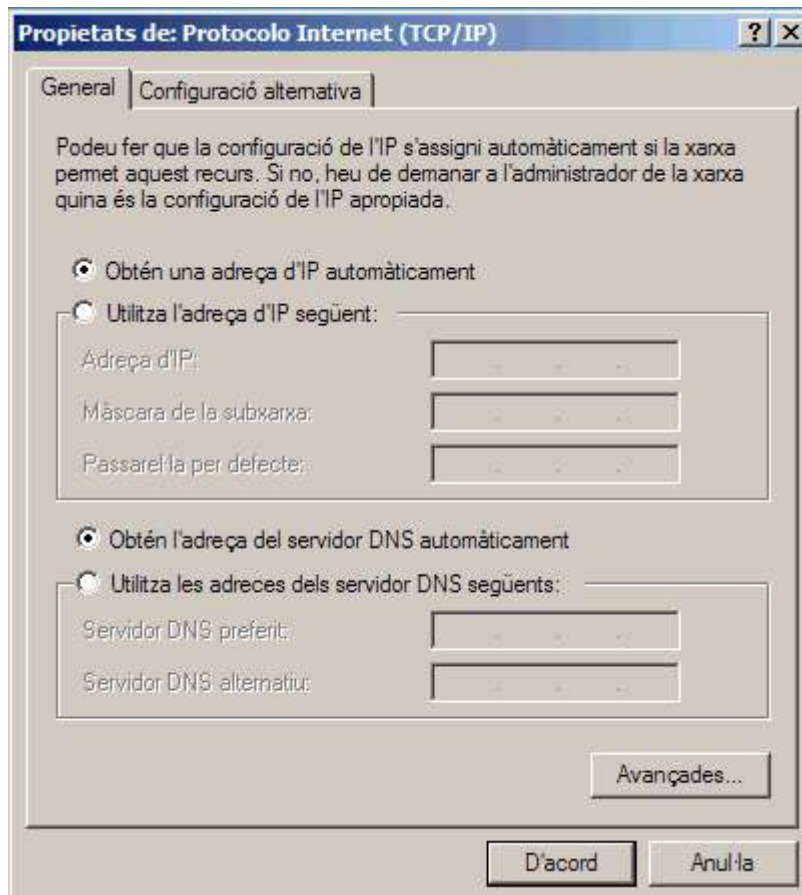 Propietats de: Protocolo Internet (TCP/IP)
General
Configuració alternativa
Podeu fer que la configuració de l'IP s'assigni automàticament si la xarxa
permet aquest recurs. Si no, heu de demanar a l'administrador de la xarxa
quina és la configuració de l'IP apropiada.
Obtén una adreça d'IP automàticament
Utilitza l'adreça d'IP següent:
Adreça d'IP:
Màscara de la subxarxa:
Passarel·la per defecte:
Obtén l'adreça del servidor DNS automàticament
Utilitza les adreces dels servidor DNS següents:
Servidor DNS preferit:
Servidor DNS alternatiu:
Avançades...
D'acord
Anul·la